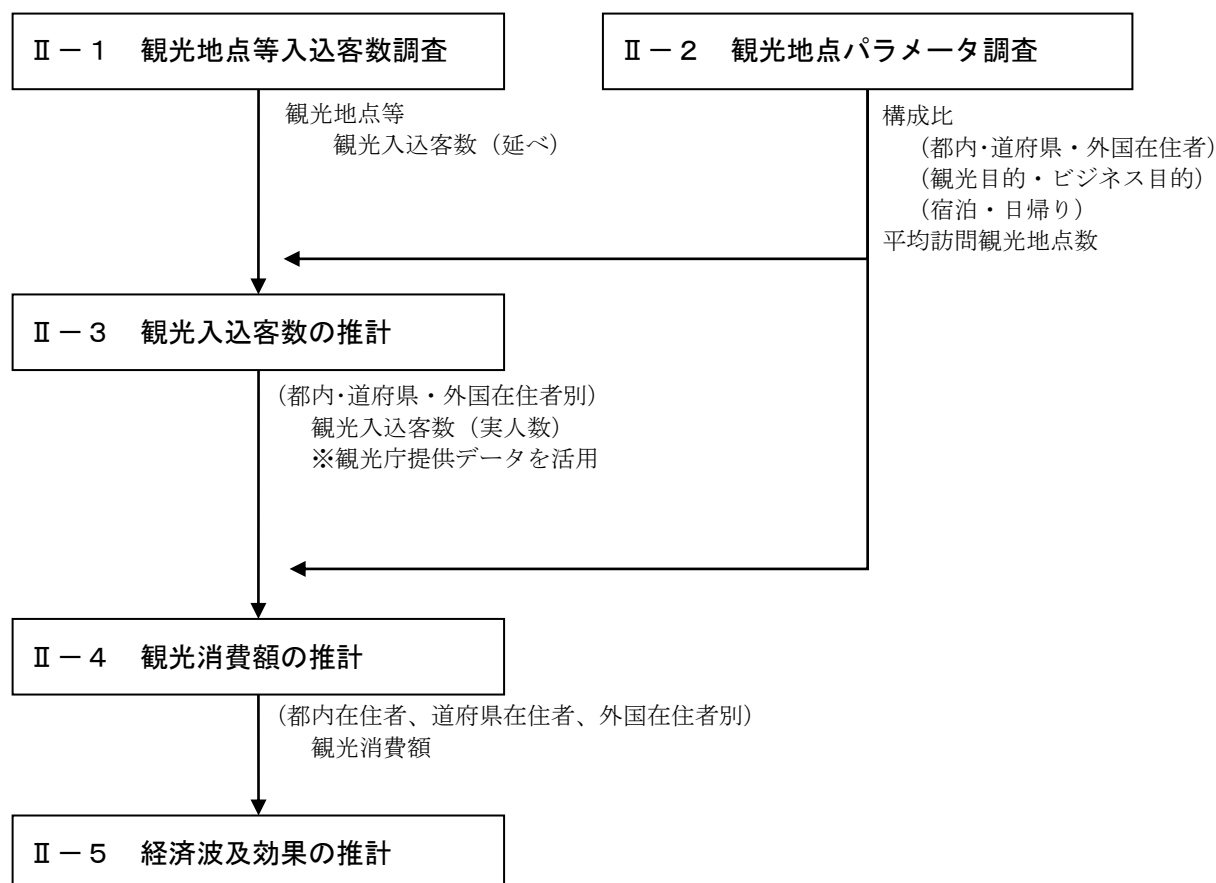 Ⅱ－１　観光地点等入込客数調査
Ⅱ－２　観光地点パラメータ調査
観光地点等
観光入込客数（延べ）
構成比
（都内･道府県・外国在住者）
（観光目的・ビジネス目的）
（宿泊・日帰り）
平均訪問観光地点数
Ⅱ－３　観光入込客数の推計
（都内･道府県・外国在住者別）
観光入込客数（実人数）
※観光庁提供データを活用
Ⅱ－４　観光消費額の推計
（都内在住者、道府県在住者、外国在住者別）
観光消費額
Ⅱ－５　経済波及効果の推計